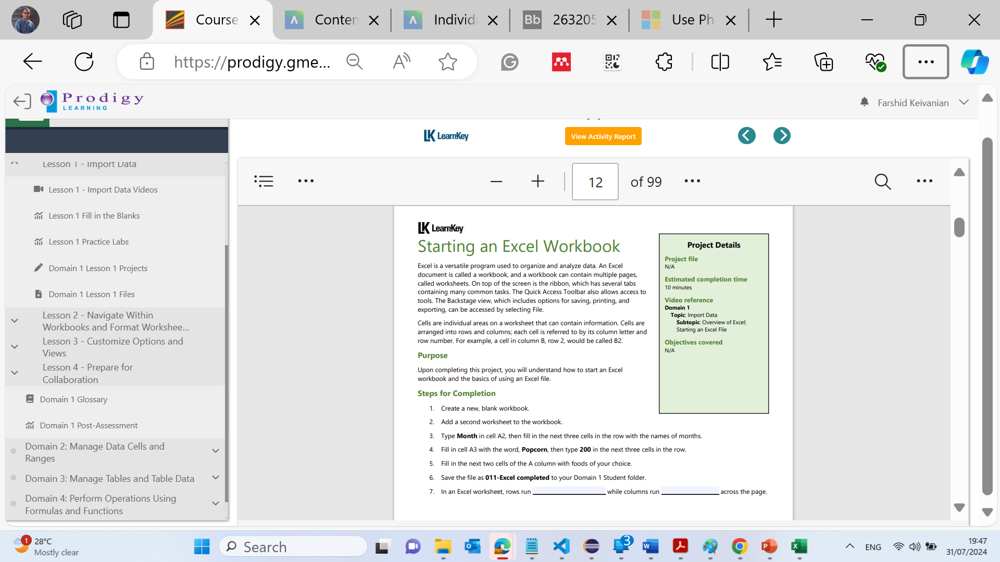 Course
Conten
Individ
Bb
263205
Use Ph
https://prodigy.gme...
Prodigy
LEARNING
Farshid Keivanian
LK LearnKey
View Activity Report
Lesson 1 - Import Data
Lesson 1 - Import Data Videos
Lesson 1 Fill in the Blanks
Lesson 1 Practice Labs
Domain 1 Lesson 1 Projects
Domain 1 Lesson 1 Files
Lesson 2 - Navigate Within
Workbooks and Format Workshee...
Lesson 3 - Customize Options and
Views
Lesson 4 - Prepare for
Collaboration
Domain 1 Glossary
Domain 1 Post-Assessment
Domain 2: Manage Data Cells and
Ranges
Domain 3: Manage Tables and Table Data
Domain 4: Perform Operations Using
Formulas and Functions
12 of 99
LK LearnKey
Starting an Excel Workbook
Excel is a versatile program used to organize and analyze data. An Excel
document is called a workbook, and a workbook can contain multiple pages,
called worksheets. On top of the screen is the ribbon, which has several tabs
containing many common tasks. The Quick Access Toolbar also allows access to
tools. The Backstage view, which includes options for saving, printing, and
exporting, can be accessed by selecting File.
Cells are individual areas on a worksheet that can contain information. Cells are
arranged into rows and columns; each cell is referred to by its column letter and
row number. For example, a cell in column B, row 2, would be called B2.
Purpose
Upon completing this project, you will understand how to start an Excel
workbook and the basics of using an Excel file.
Steps for Completion
1. Create a new, blank workbook.
2. Add a second worksheet to the workbook.
3. Type Month in cell A2, then fill in the next three cells in the row with the names of months.
4. Fill in cell A3 with the word, Popcorn, then type 200 in the next three cells in the row.
5. Fill in the next two cells of the A column with foods of your choice.
6. Save the file as 011-Excel completed to your Domain 1 Student folder.
7. In an Excel worksheet, rows run ____ while columns run ____ across the page.
Project Details
Project file
N/A
Estimated completion time
10 minutes
Video reference
Domain 1
Topic: Import Data
Subtopic: Overview of Excel;
Starting an Excel File
Objectives covered
N/A
1
28°C
Mostly clear
Search
3
ENG
19:47
31/07/2024